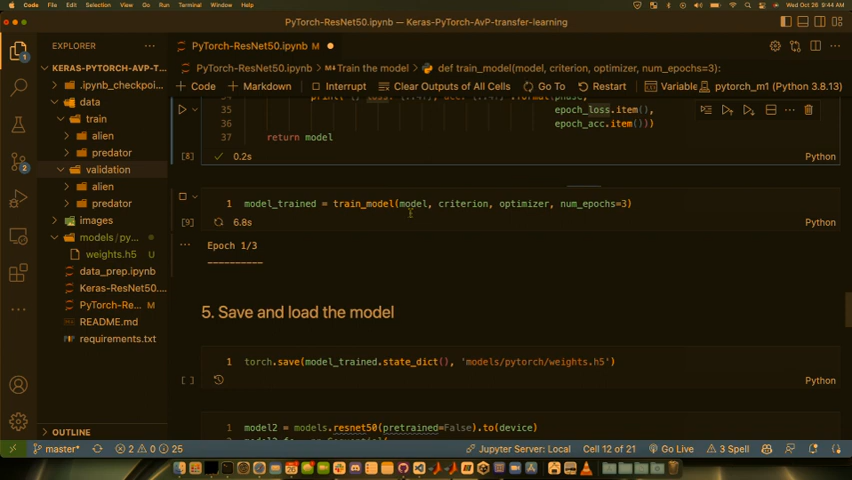 Code File Edit Selection View Go Run Terminal Window Help Wed Oct 26 9:44 AM
PyTorch-ResNet50.ipynb — Keras-PyTorch-AvP-transfer-learning
EXPLORER
PyTorch-ResNet50.ipynb M
KERAS-PYTORCH-AVP-T...
PyTorch-ResNet50.ipynb > Train the model > def train_model(model, criterion, optimizer, num_epochs=3):
.ipynb_checkpoi...
+ Code + Markdown Interrupt Clear Outputs of All Cells Go To Restart Variable pytorch_m1 (Python 3.8.13)
data
train
alien
predator
validation
alien
predator
images
models/py...
weights.h5
data_prep.ipynb
Keras-ResNet50....
PyTorch-Re... M
README.md
requirements.txt
35 epoch_loss.item(),
36 epoch_acc.item()))
37 return model
[8] 0.2s Python
1 model_trained = train_model(model, criterion, optimizer, num_epochs=3)
[9] 6.8s Python
... Epoch 1/3
----------
5. Save and load the model
1 torch.save(model_trained.state_dict(), 'models/pytorch/weights.h5')
[ ] Python
1 model2 = models.resnet50(pretrained=False).to(device)
OUTLINE
master* 2 0 25 Jupyter Server: Local Cell 12 of 21 Go Live 3 Spell